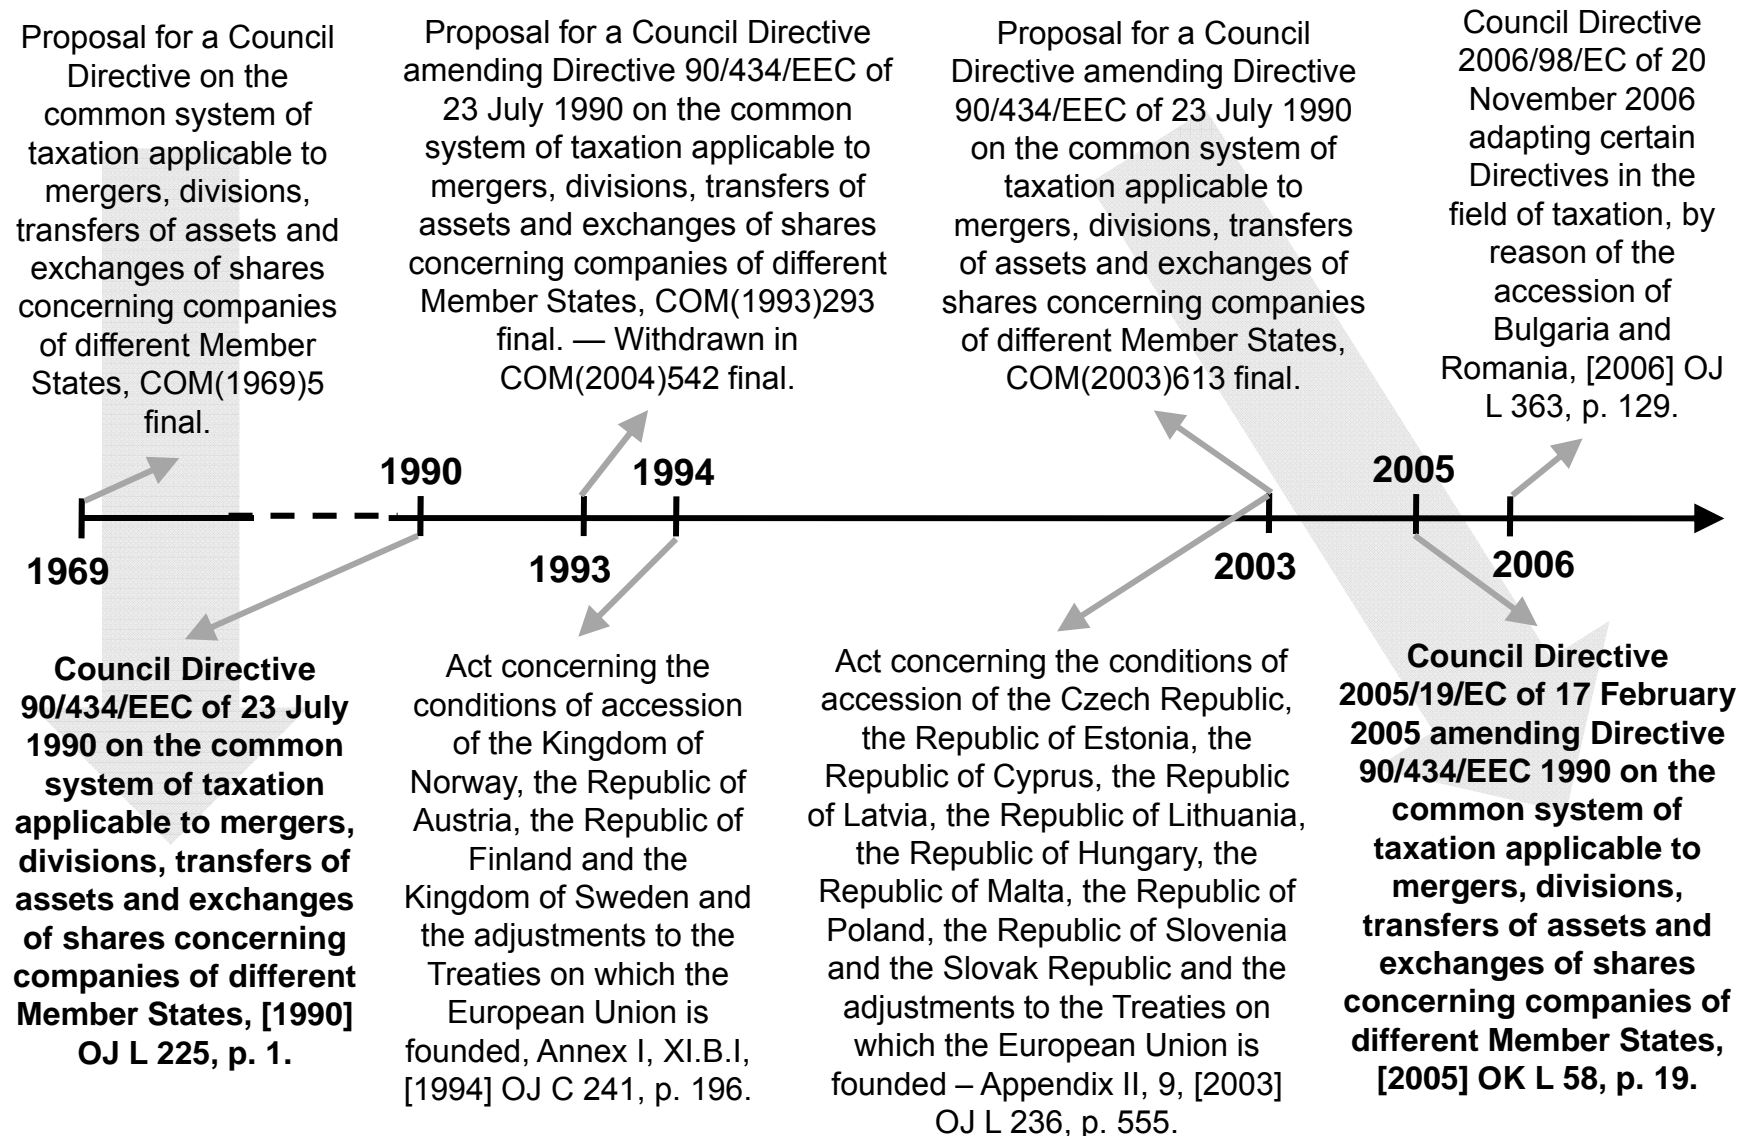 Proposal for a Council
Directive on the
common system of
taxation applicable to
mergers, divisions,
transfers of assets and
exchanges of shares
concerning companies
of different Member
States, COM(1969)5
final.
Proposal for a Council Directive
amending Directive 90/434/EEC of
23 July 1990 on the common
system of taxation applicable to
mergers, divisions, transfers of
assets and exchanges of shares
concerning companies of different
Member States, COM(1993)293
final. — Withdrawn in
COM(2004)542 final.
Proposal for a Council
Directive amending Directive
90/434/EEC of 23 July 1990
on the common system of
taxation applicable to
mergers, divisions, transfers
of assets and exchanges of
shares concerning companies
of different Member States,
COM(2003)613 final.
Council Directive
2006/98/EC of 20
November 2006
adapting certain
Directives in the
field of taxation, by
reason of the
accession of
Bulgaria and
Romania, [2006] OJ
L 363, p. 129.
1990
1994
2005
1969
1993
2003
2006
Council Directive
90/434/EEC of 23 July
1990 on the common
system of taxation
applicable to mergers,
divisions, transfers of
assets and exchanges
of shares concerning
companies of different
Member States, [1990]
OJ L 225, p. 1.
Act concerning the
conditions of accession
of the Kingdom of
Norway, the Republic of
Austria, the Republic of
Finland and the
Kingdom of Sweden and
the adjustments to the
Treaties on which the
European Union is
founded, Annex I, XI.B.I,
[1994] OJ C 241, p. 196.
Act concerning the conditions of
accession of the Czech Republic,
the Republic of Estonia, the
Republic of Cyprus, the Republic
of Latvia, the Republic of Lithuania,
the Republic of Hungary, the
Republic of Malta, the Republic of
Poland, the Republic of Slovenia
and the Slovak Republic and the
adjustments to the Treaties on
which the European Union is
founded – Appendix II, 9, [2003]
OJ L 236, p. 555.
Council Directive
2005/19/EC of 17 February
2005 amending Directive
90/434/EEC 1990 on the
common system of
taxation applicable to
mergers, divisions,
transfers of assets and
exchanges of shares
concerning companies of
different Member States,
[2005] OK L 58, p. 19.